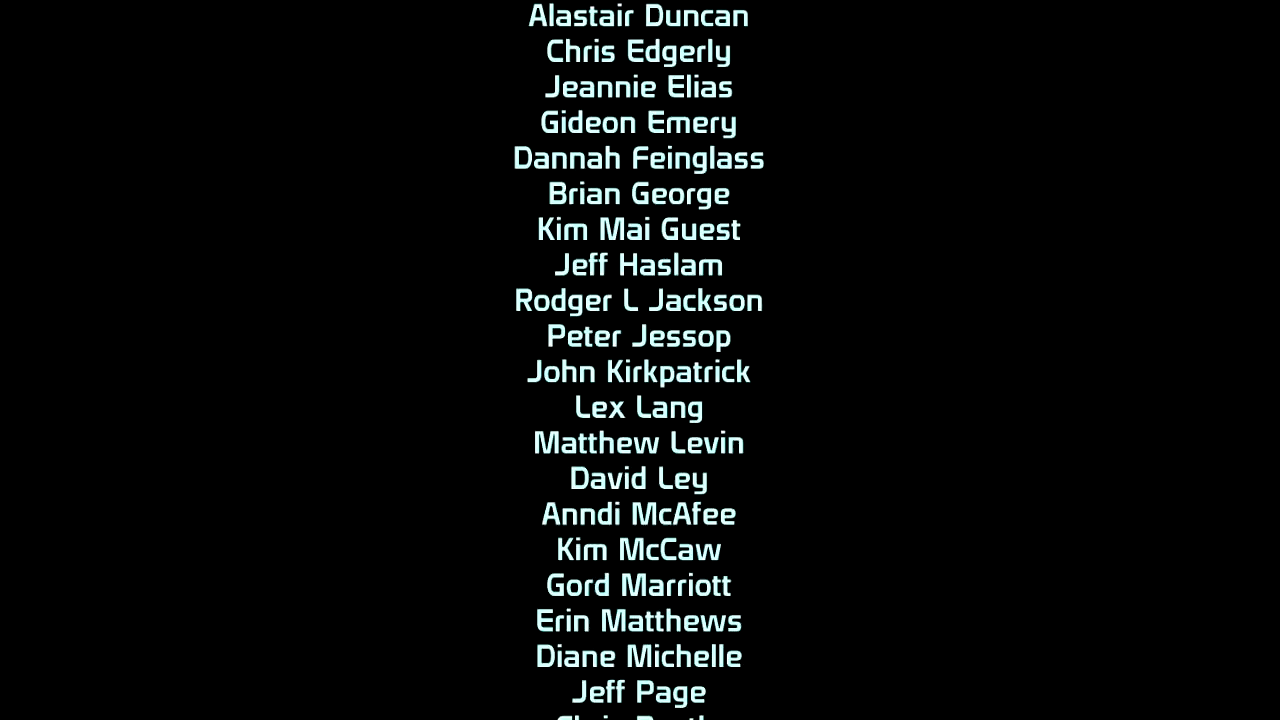 Alastair Duncan
Chris Edgerly
Jeannie Elias
Gideon Emery
Dannah Feinglass
Brian George
Kim Mai Guest
Jeff Haslam
Rodger L Jackson
Peter Jessop
John Kirkpatrick
Lex Lang
Matthew Levin
David Ley
Anndi McAfee
Kim McCaw
Gord Marriott
Erin Matthews
Diane Michelle
Jeff Page